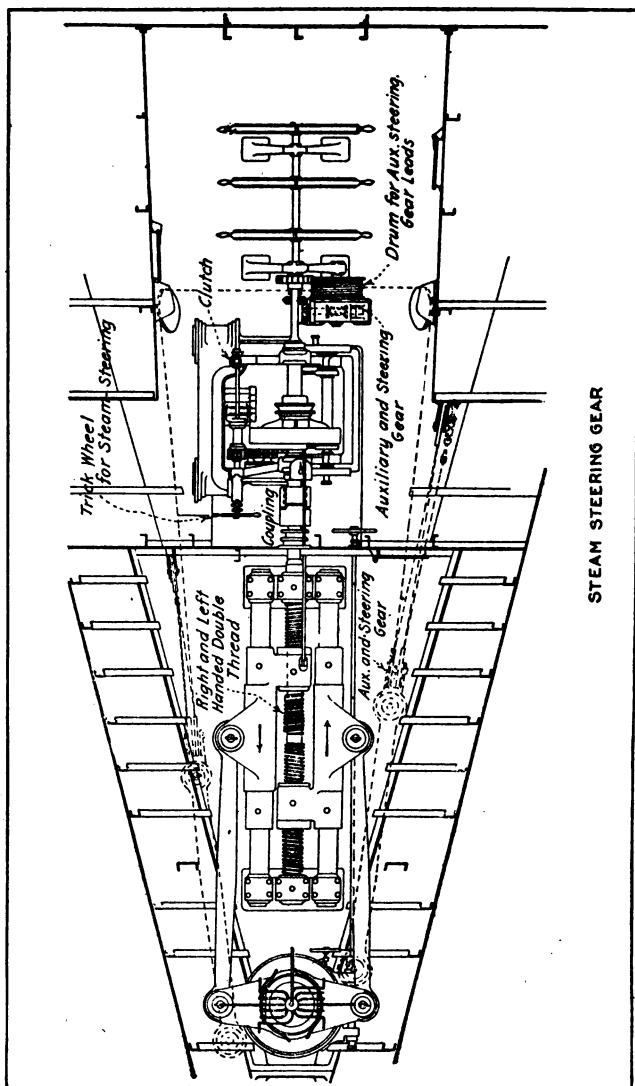 Trick Wheel
for Steam Steering
Clutch
Drum for Aux. steering.
Gear Leads
Coupling
Auxiliary and Steering
Gear
Right and Left
Handed Double
Thread
Aux. and Steering
Gear
STEAM STEERING GEAR